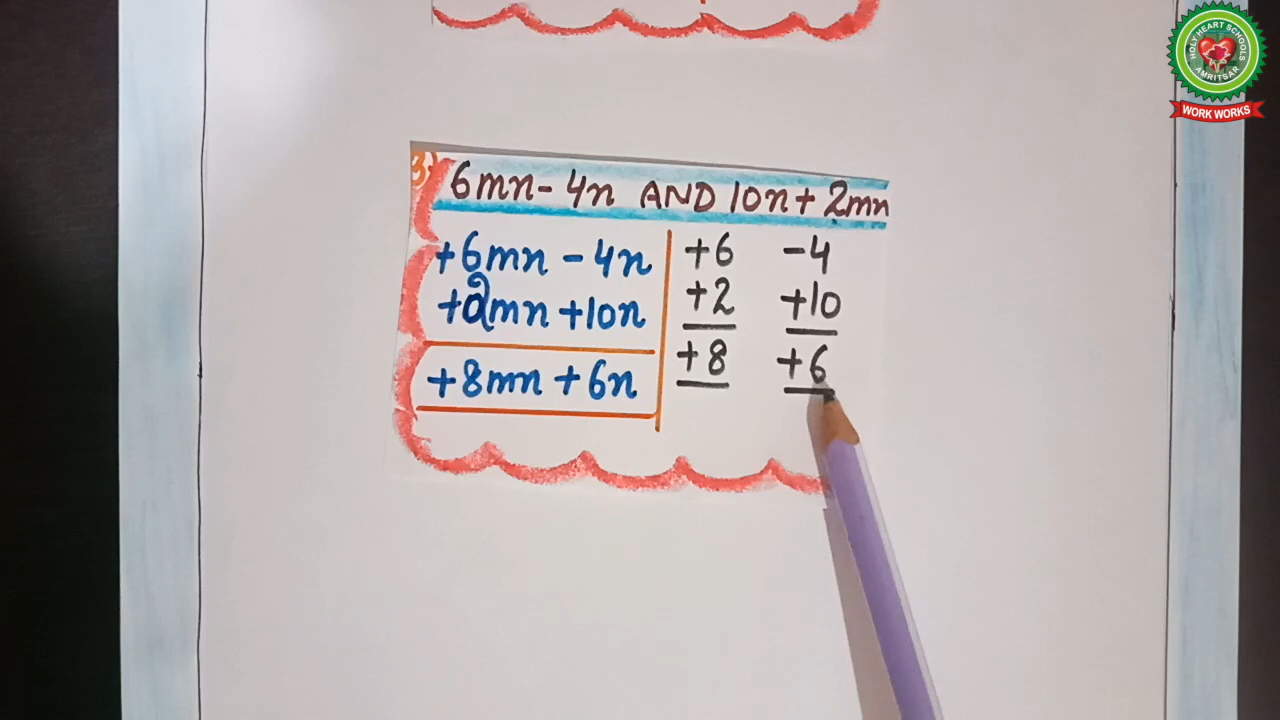 3) 6mn - 4n AND 10n + 2mn
+6mn - 4n
+2mn + 10n
+8mn + 6n
+6 -4
+2 +10
+8 +6
HOLY HEART SCHOOLS
AMRITSAR
WORK WORKS